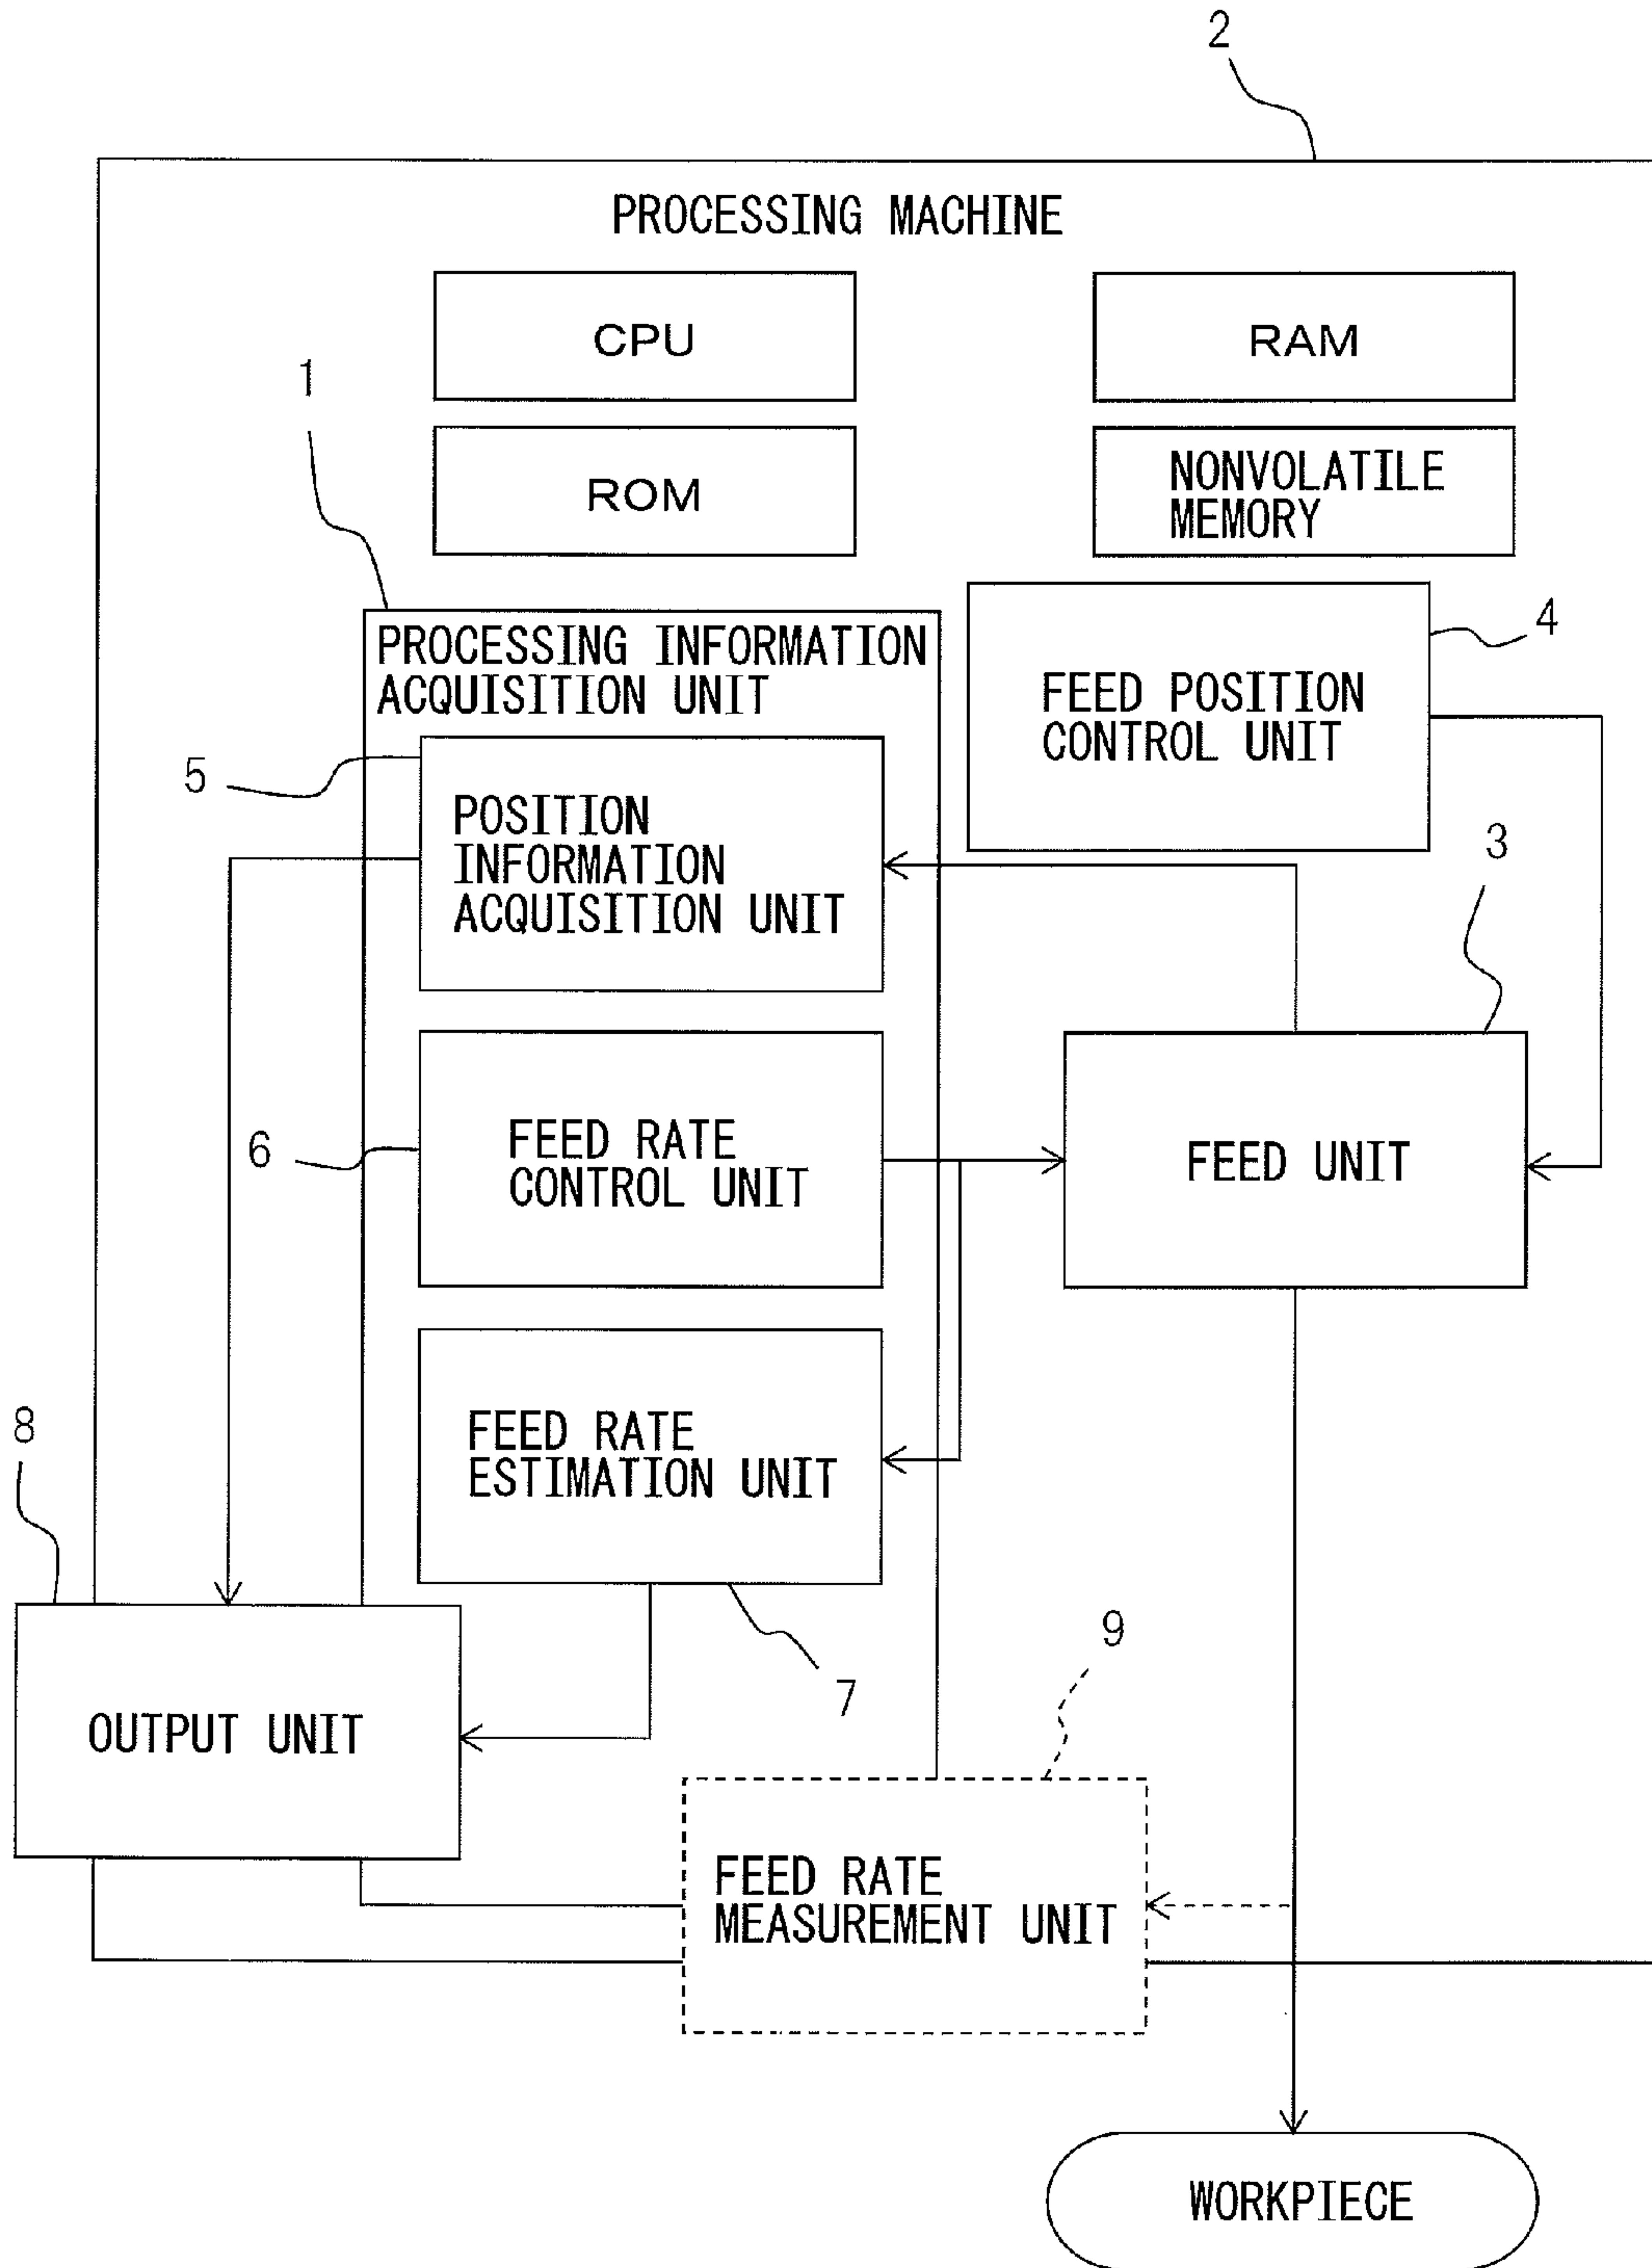 2
PROCESSING MACHINE
CPU
RAM
1
ROM
NONVOLATILE
MEMORY
4
PROCESSING INFORMATION
ACQUISITION UNIT
FEED POSITION
CONTROL UNIT
5
POSITION
INFORMATION
ACQUISITION UNIT
3
6
FEED RATE
CONTROL UNIT
FEED UNIT
8
FEED RATE
ESTIMATION UNIT
9
7
OUTPUT UNIT
FEED RATE
MEASUREMENT UNIT
WORKPIECE